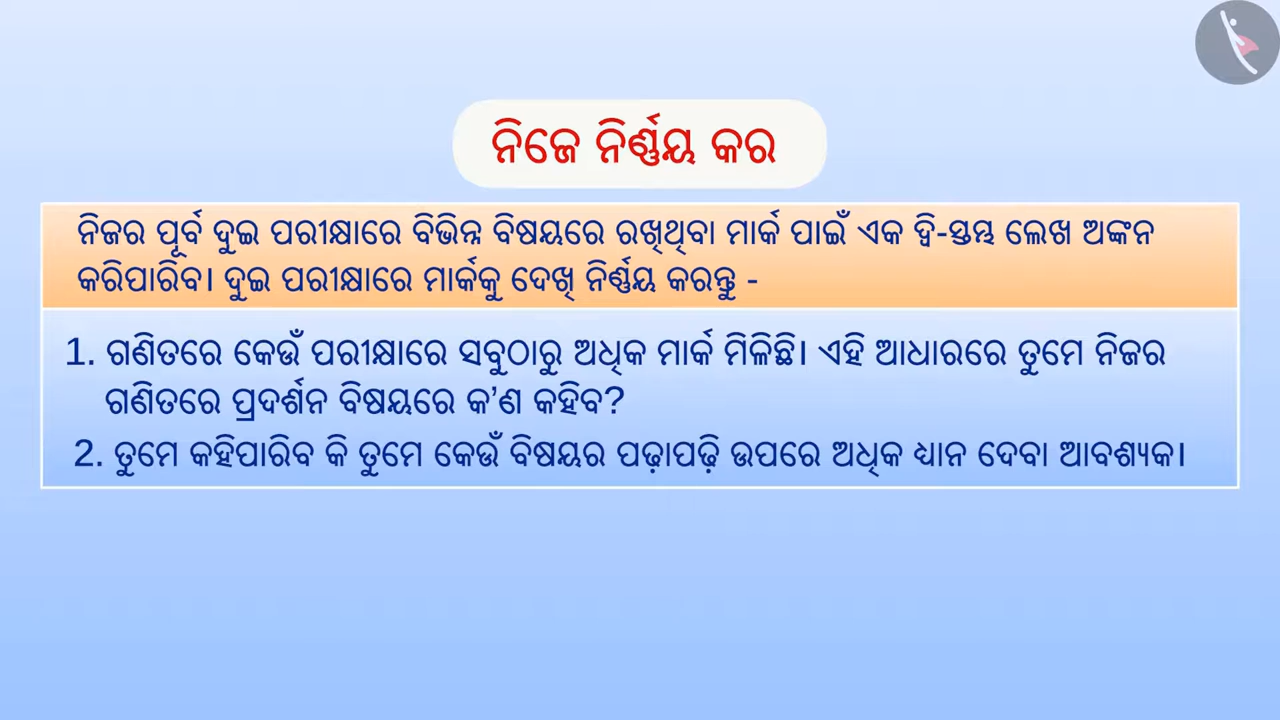 ନିଜେ ନିର୍ଣ୍ଣୟ କର
ନିଜର ପୂର୍ବ ଦୁଇ ପରୀକ୍ଷାରେ ବିଭିନ୍ନ ବିଷୟରେ ରଖିଥିବା ମାର୍କ ପାଇଁ ଏକ ଦ୍ୱି-ସ୍ତମ୍ଭ ଲେଖ ଅଙ୍କନ
କରିପାରିବ। ଦୁଇ ପରୀକ୍ଷାରେ ମାର୍କକୁ ଦେଖି ନିର୍ଣ୍ଣୟ କରନ୍ତୁ -
1. ଗଣିତରେ କେଉଁ ପରୀକ୍ଷାରେ ସବୁଠାରୁ ଅଧିକ ମାର୍କ ମିଳିଛି। ଏହି ଆଧାରରେ ତୁମେ ନିଜର
ଗଣିତରେ ପ୍ରଦର୍ଶନ ବିଷୟରେ କ’ଣ କହିବ?
2. ତୁମେ କହିପାରିବ କି ତୁମେ କେଉଁ ବିଷୟର ପଢ଼ାପଢ଼ି ଉପରେ ଅଧିକ ଧ୍ୟାନ ଦେବା ଆବଶ୍ୟକ।